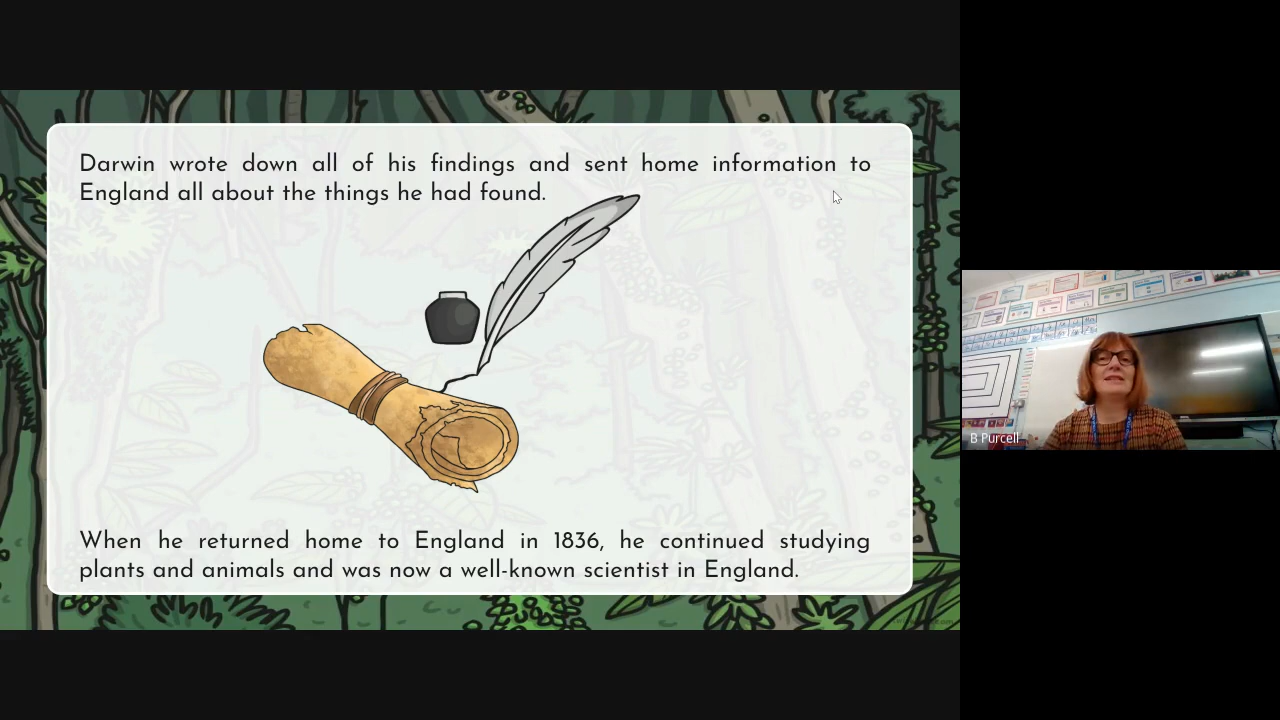 Darwin wrote down all of his findings and sent home information to
England all about the things he had found.
When he returned home to England in 1836, he continued studying
plants and animals and was now a well-known scientist in England.
B Purcell